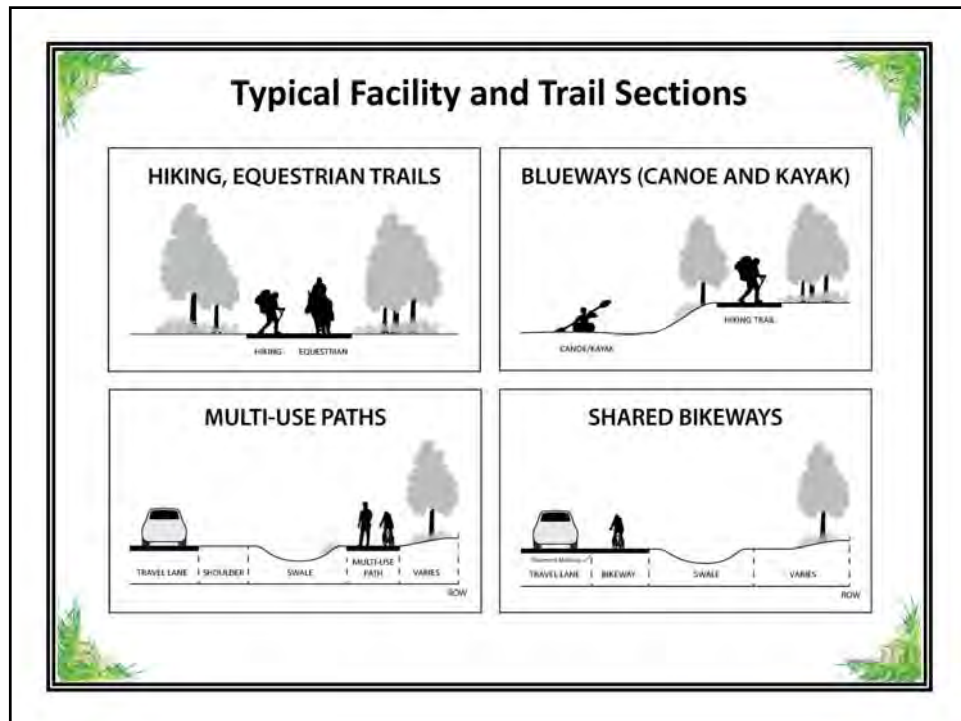 Typical Facility and Trail Sections
HIKING, EQUESTRIAN TRAILS
HIKING EQUESTRIAN
BLUEWAYS (CANOE AND KAYAK)
HIKING TRAIL
CANOE/KAYAK
MULTI-USE PATHS
TRAVEL LANE SHOULDER SWALE MULTI-USE PATH VARIES
ROW
SHARED BIKEWAYS
Pavement Marking
TRAVEL LANE BIKEWAY SWALE VARIES
ROW